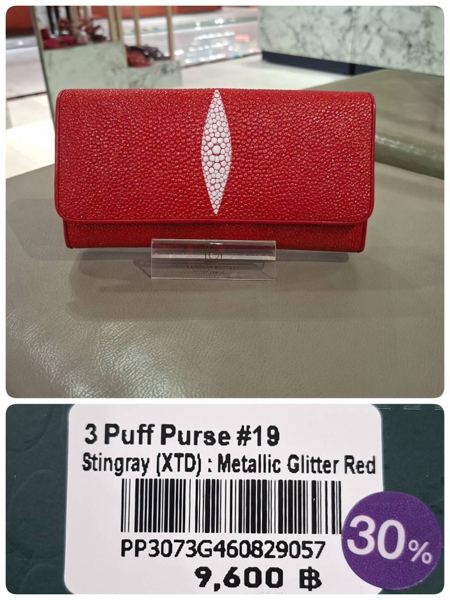 3 Puff Purse #19
Stingray (XTD) : Metallic Glitter Red
PP3073G460829057
30%
9,600 ฿